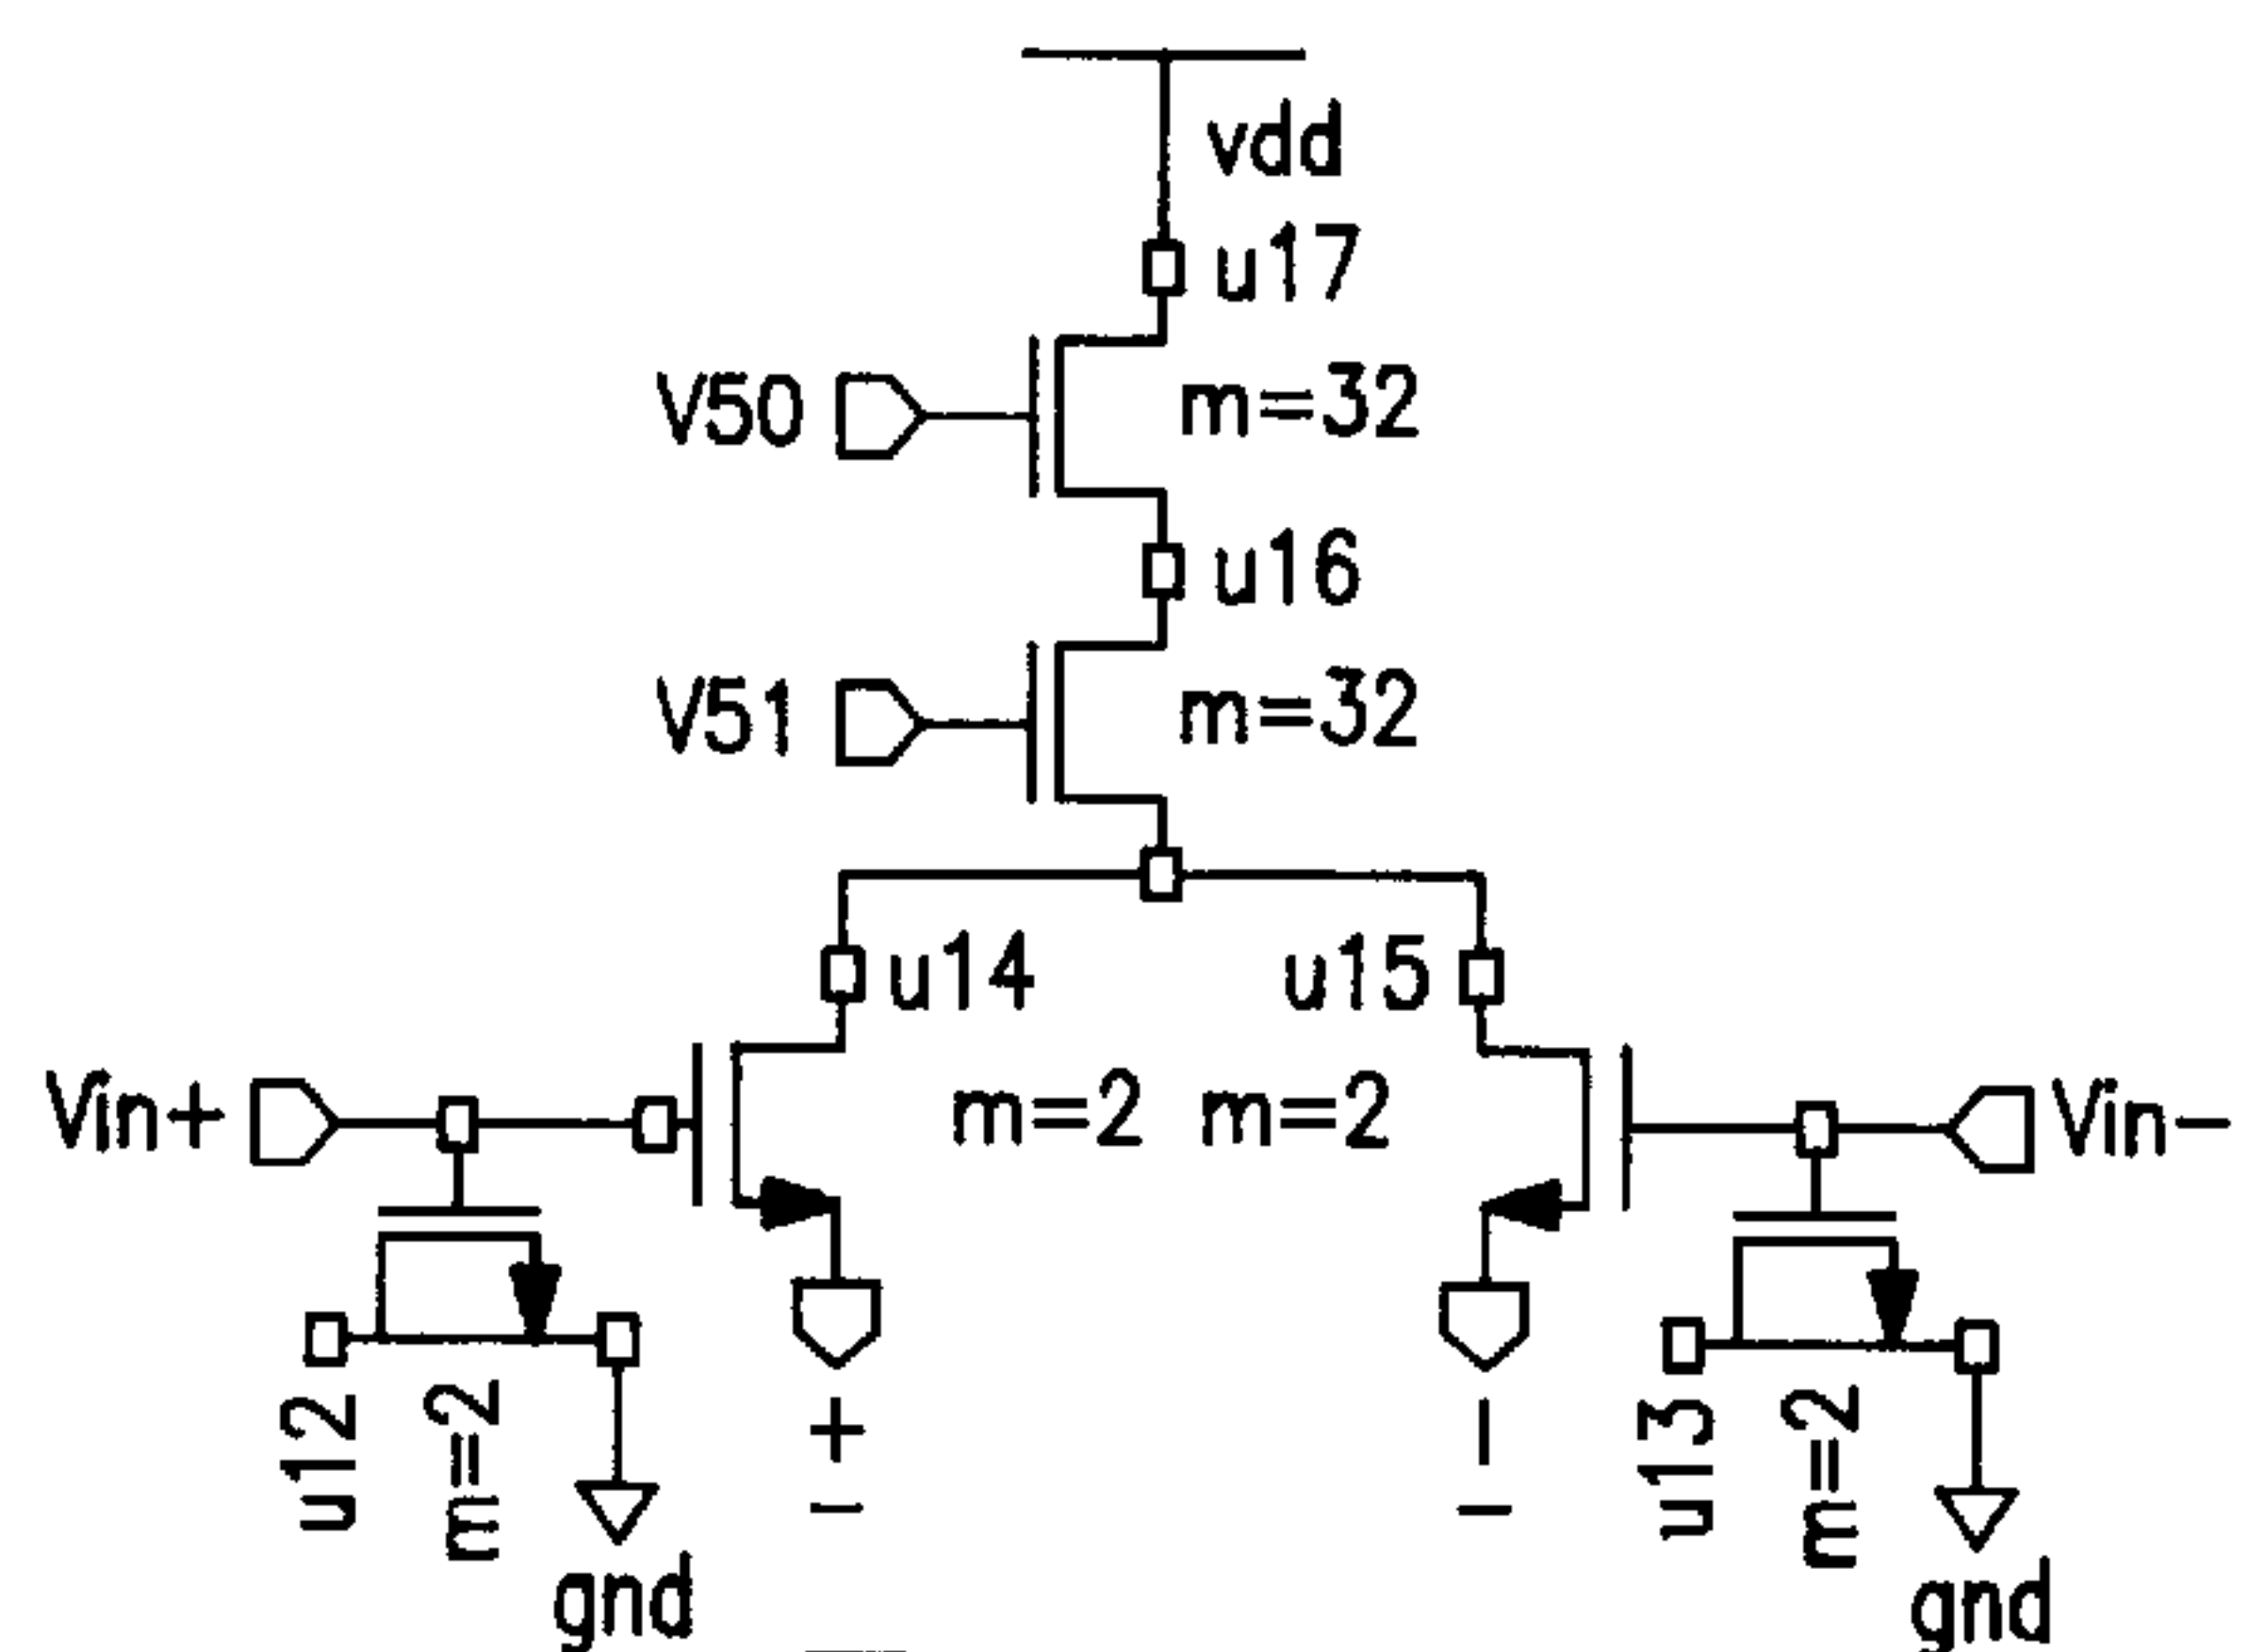 vdd
u17
V50
m=32
u16
V51
m=32
u14
u15
Vin+
m=2
m=2
Vin-
u12
m=2
+
-
-
-
u13
m=2
gnd
gnd